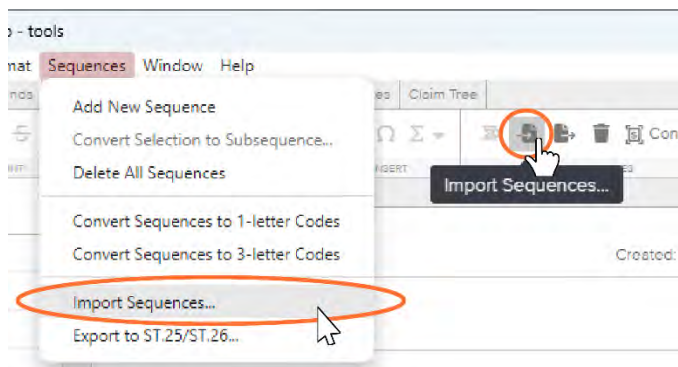 - tools
mat Sequences Window Help
Claim Tree
Add New Sequence
Convert Selection to Subsequence...
Ω Σ
Con
Delete All Sequences
Import Sequences...
Convert Sequences to 1-letter Codes
Convert Sequences to 3-letter Codes
Created:
Import Sequences...
Export to ST.25/ST.26...